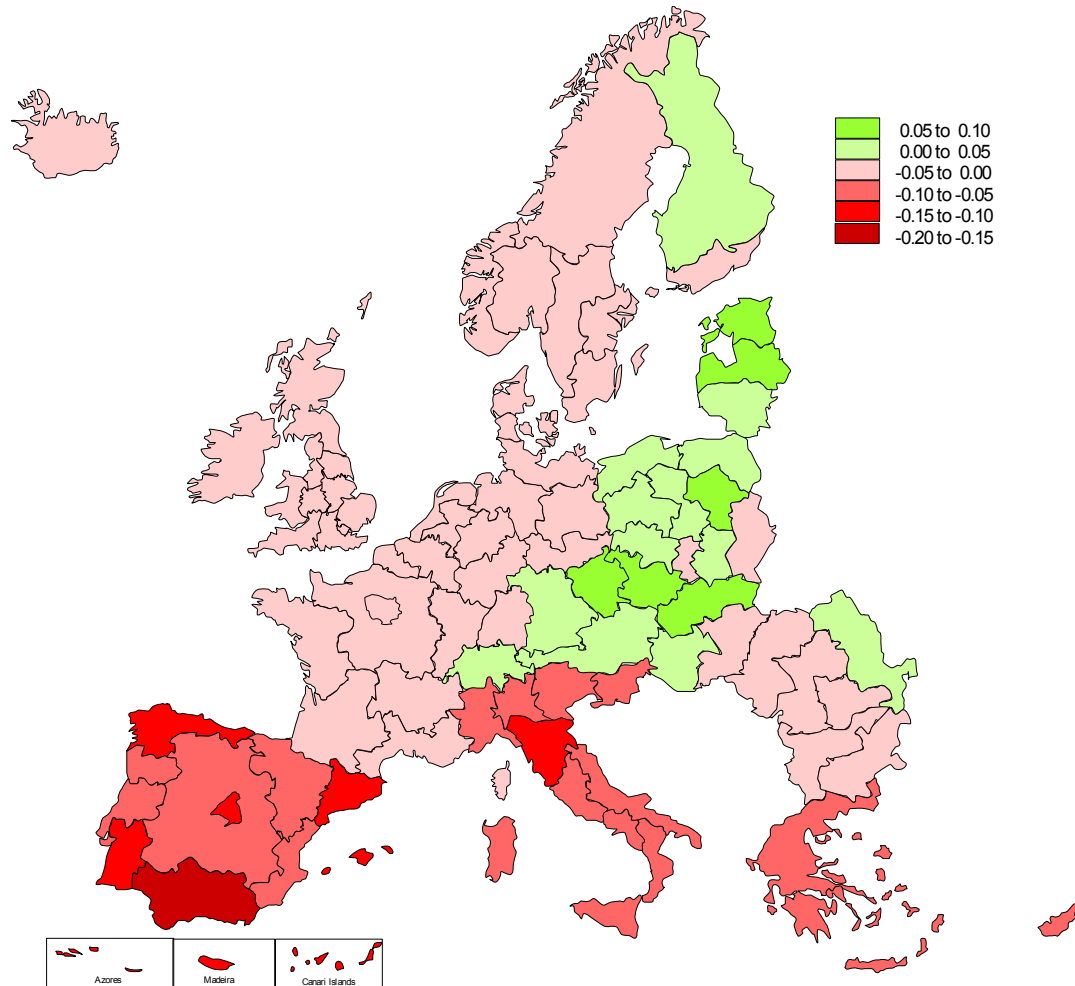 0.05 to 0.10
0.00 to 0.05
-0.05 to 0.00
-0.10 to -0.05
-0.15 to -0.10
-0.20 to -0.15
Azores
Madeira
Canari Islands